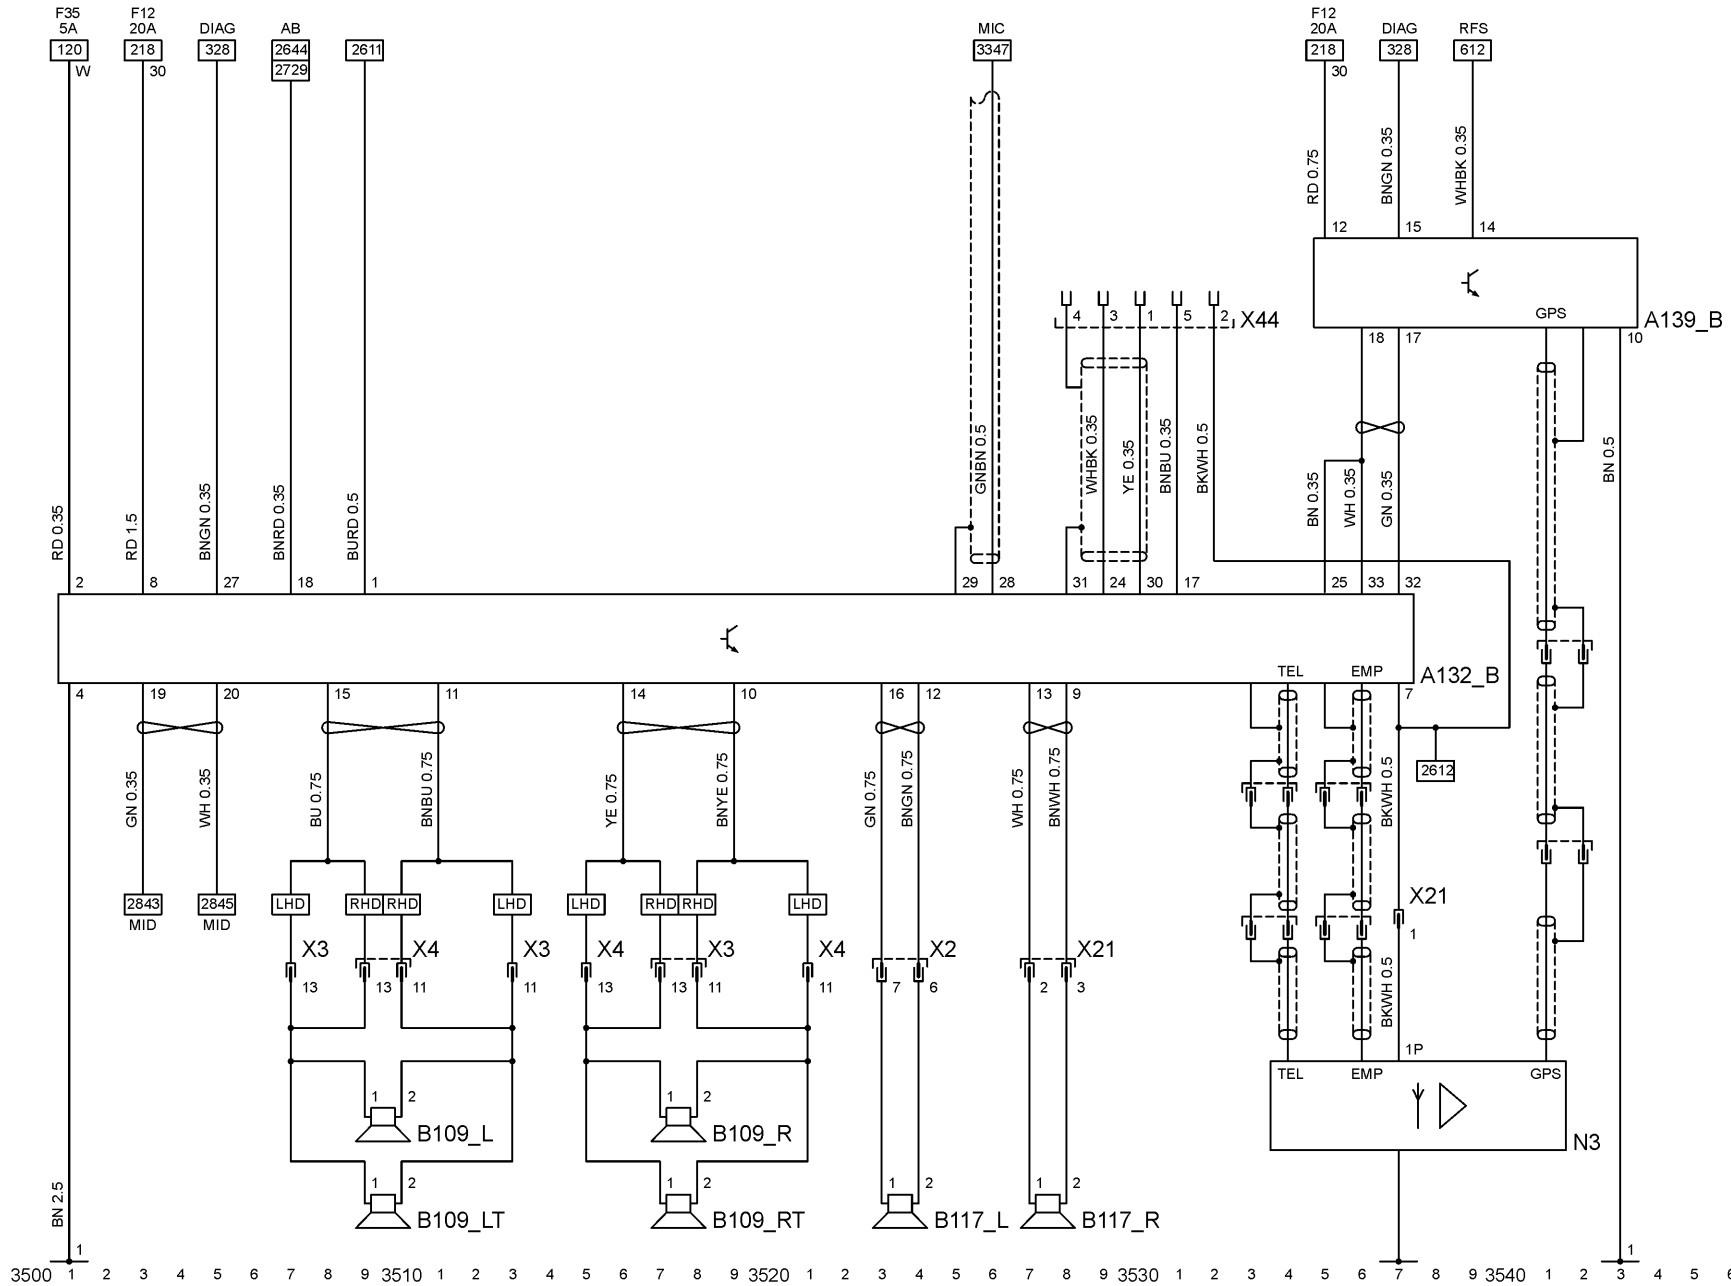 F35 F12 F12
5A 20A DIAG AB MIC 20A DIAG RFS
120 218 328 2644 2611 3347 218 328 612
W 30 2729 30
RD 0.75 BNGN 0.35 WHBK 0.35
12 15 14
GPS
4 3 1 5 2 X44 A139_B
18 17 10
RD 0.35 RD 1.5 BNGN 0.35 BNRD 0.35 BURD 0.5 GNBN 0.5 WHBK 0.35 YE 0.35 BNBU 0.35 BKWH 0.5 BN 0.35 WH 0.35 GN 0.35 BN 0.5
2 8 27 18 1 29 28 31 24 30 17 25 33 32
TEL EMP A132_B
4 19 20 15 11 14 10 16 12 13 9 7
2612
GN 0.35 WH 0.35 BU 0.75 BNBU 0.75 YE 0.75 BNYE 0.75 GN 0.75 BNGN 0.75 WH 0.75 BNWH 0.75 BKWH 0.5
2843 2845 LHD RHD RHD LHD LHD RHD RHD LHD X21
MID MID 1
X3 X4 X3 X4 X3 X4 X2 X21
13 13 11 11 13 13 11 11 7 6 2 3
BKWH 0.5
1P
TEL EMP GPS
1 2 1 2
B109_L B109_R N3
1 2 1 2 1 2 1 2
B109_LT B109_RT B117_L B117_R
BN 2.5
1 1
3500 1 2 3 4 5 6 7 8 9 3510 1 2 3 4 5 6 7 8 9 3520 1 2 3 4 5 6 7 8 9 3530 1 2 3 4 5 6 7 8 9 3540 1 2 3 4 5 6